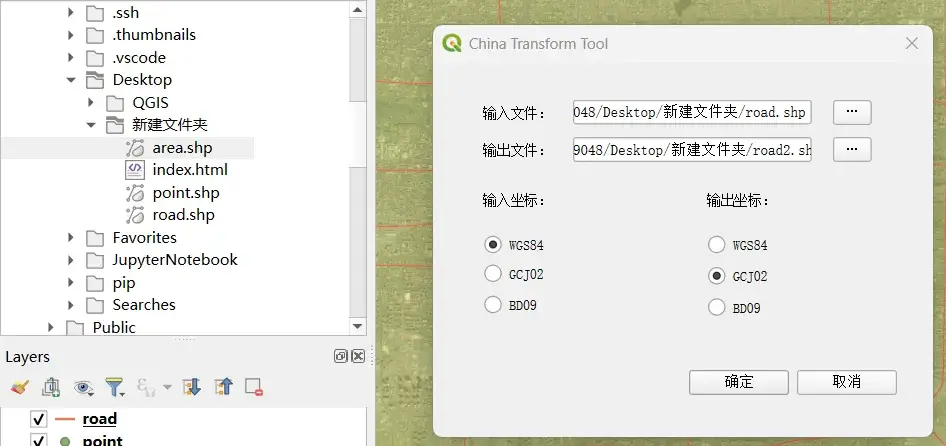 .ssh
.thumbnails
.vscode
Desktop
QGIS
新建文件夹
area.shp
index.html
point.shp
road.shp
Favorites
JupyterNotebook
pip
Searches
Public
Layers
road
point
China Transform Tool
输入文件: 048/Desktop/新建文件夹/road.shp ...
输出文件: 9048/Desktop/新建文件夹/road2.sh ...
输入坐标: 输出坐标:
WGS84 WGS84
GCJ02 GCJ02
BD09 BD09
确定 取消